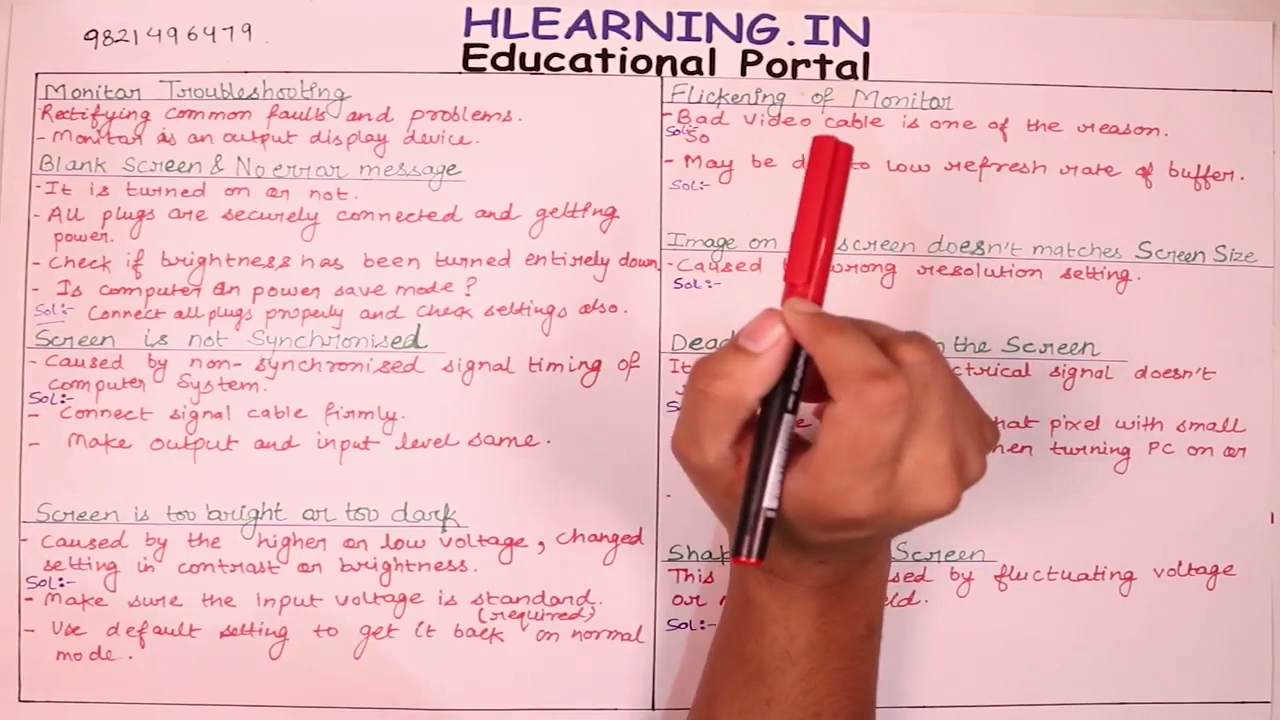 9821496479
HLEARNING.IN
Educational Portal
Monitor Troubleshooting
Rectifying common faults and problems.
- Monitor is an output display device.
Blank Screen & No error message
- It is turned on or not.
- All plugs are securely connected and getting
power.
- Check if brightness has been turned entirely down
- Is computer in power save mode?
Sol:- Connect all plugs properly and check settings also.
Screen is not Synchronised
- Caused by non-synchronised signal timing of
computer system.
Sol:-
- Connect signal cable firmly.
- Make output and input level same.
Screen is too bright or too dark
- Caused by the higher or low voltage, changed
setting in contrast or brightness.
Sol:-
- Make sure the input voltage is standard.
(required)
- Use default setting to get it back on normal
mode.
Flickering of Monitor
- Bad video cable is one of the reason.
Sol:- So
- May be to low refresh rate of buffer.
Sol:-
Image on screen doesn't matches Screen Size
- Caused wrong resolution setting.
Sol:-
the Screen
It signal doesn't
that pixel with small
when turning PC on or
Screen
This by fluctuating voltage
or
Sol:-